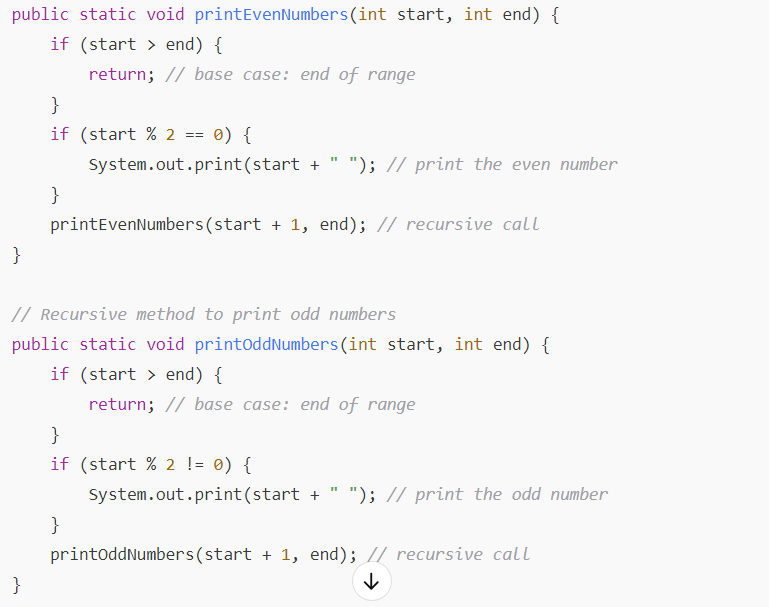 public static void printEvenNumbers(int start, int end) {
    if (start > end) {
        return; // base case: end of range
    }
    if (start % 2 == 0) {
        System.out.print(start + " "); // print the even number
    }
    printEvenNumbers(start + 1, end); // recursive call
}

// Recursive method to print odd numbers
public static void printOddNumbers(int start, int end) {
    if (start > end) {
        return; // base case: end of range
    }
    if (start % 2 != 0) {
        System.out.print(start + " "); // print the odd number
    }
    printOddNumbers(start + 1, end); // recursive call
}